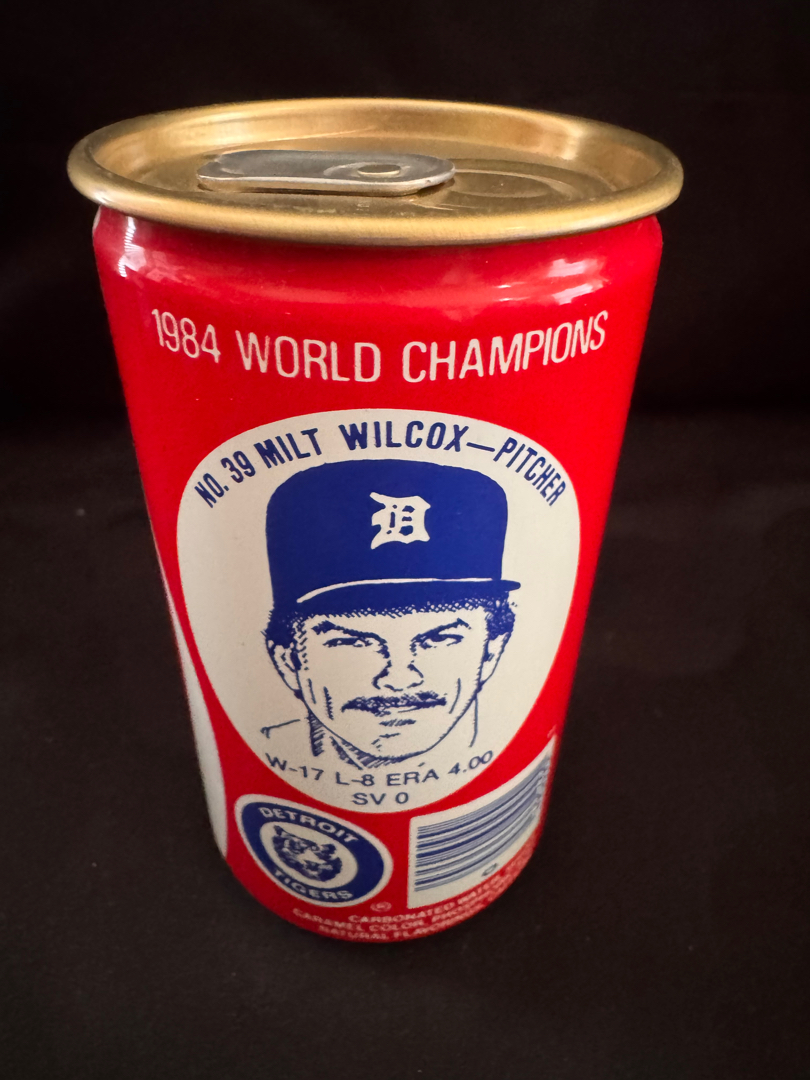 1984 WORLD CHAMPIONS
NO. 39 MILT WILCOX—PITCHER
D
W-17 L-8 ERA 4.00
SV 0
DETROIT
TIGERS
CARBONATED WATER,
CARAMEL COLOR,
NATURAL